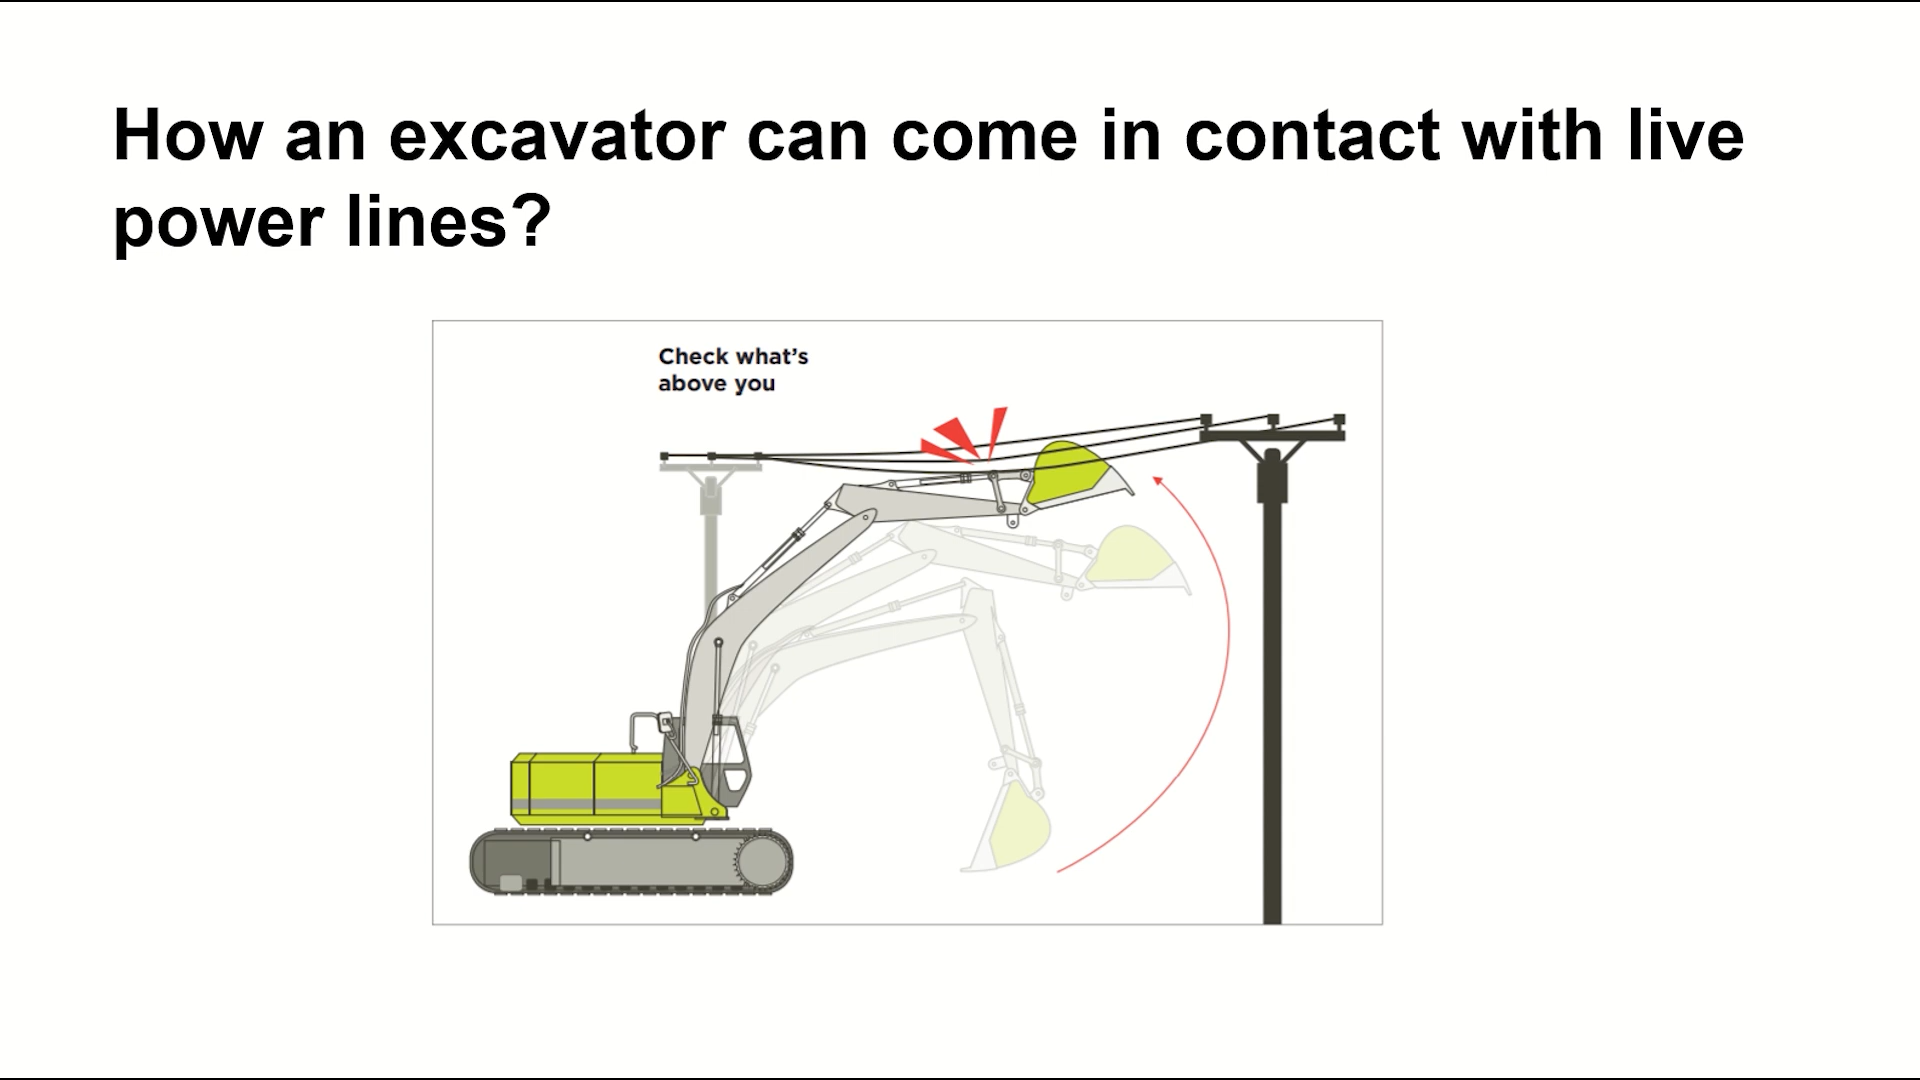 How an excavator can come in contact with live
power lines?
Check what’s
above you